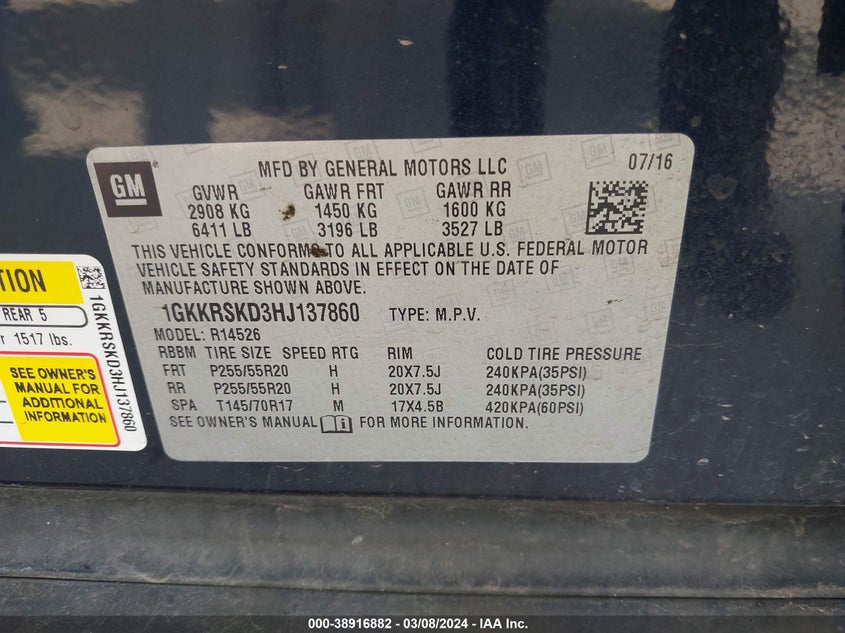 GM
MFD BY GENERAL MOTORS LLC 07/16
GVWR GAWR FRT GAWR RR
2908 KG 1450 KG 1600 KG
6411 LB 3196 LB 3527 LB
THIS VEHICLE CONFORMS TO ALL APPLICABLE U.S. FEDERAL MOTOR
VEHICLE SAFETY STANDARDS IN EFFECT ON THE DATE OF
MANUFACTURE SHOWN ABOVE.
1GKKRSKD3HJ137860 TYPE: M.P.V.
MODEL: R14526
RBBM TIRE SIZE SPEED RTG RIM COLD TIRE PRESSURE
FRT P255/55R20 H 20X7.5J 240KPA(35PSI)
RR P255/55R20 H 20X7.5J 240KPA(35PSI)
SPA T145/70R17 M 17X4.5B 420KPA(60PSI)
SEE OWNER'S MANUAL FOR MORE INFORMATION.
REAR 5
1517 lbs.
SEE OWNER'S
MANUAL FOR
ADDITIONAL
INFORMATION
1GKKRSKD3HJ137860
000-38916882 - 03/08/2024 - IAA Inc.